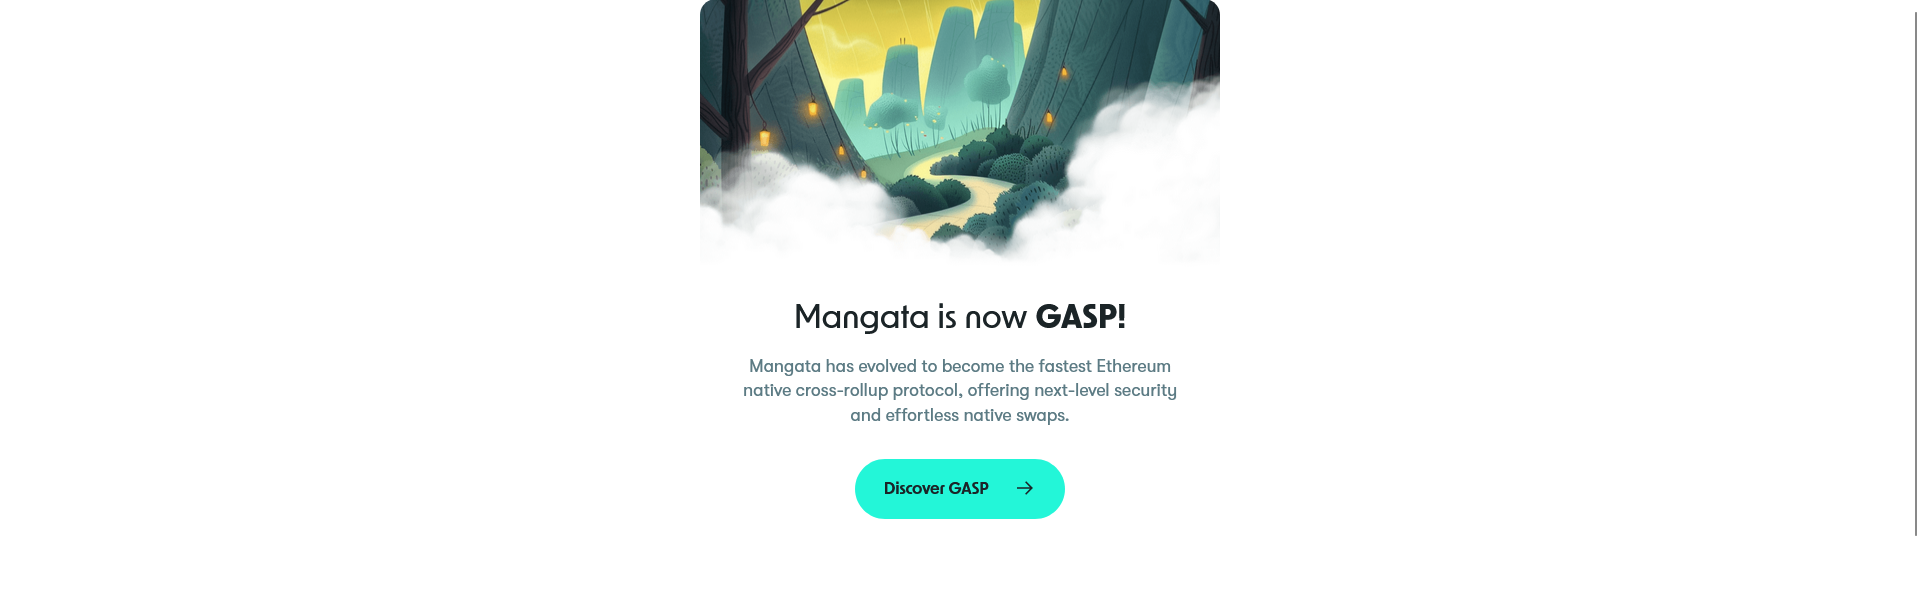 Mangata is now GASP!
Mangata has evolved to become the fastest Ethereum
native cross-rollup protocol, offering next-level security
and effortless native swaps.
Discover GASP